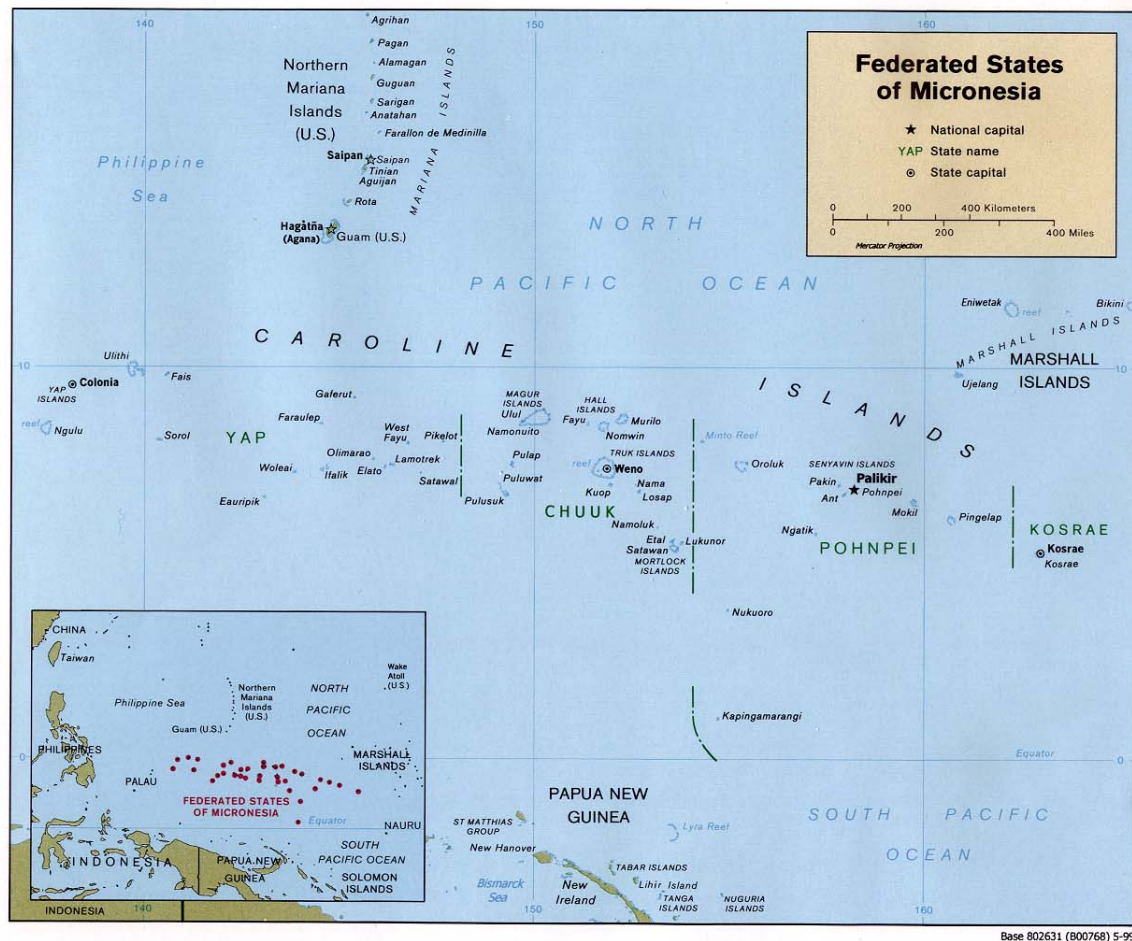 140
150
160
Agrihan
Pagan
Alamagan
Guguan
Sarigan
Anatahan
Farallon de Medinilla
Northern
Mariana
Islands
(U.S.)
MARIANA ISLANDS
Saipan
Saipan
Tinian
Aguijan
Rota
Hagåtña
(Agana)
Guam (U.S.)
Philippine
Sea
Federated States
of Micronesia
National capital
YAP State name
State capital
0 200 400 Kilometers
0 200 400 Miles
Mercator Projection
NORTH
PACIFIC OCEAN
Eniwetak
reef
Bikini
MARSHALL ISLANDS
MARSHALL
ISLANDS
Ujelang
CAROLINE ISLANDS
10
10
Ulithi
Colonia
YAP
ISLANDS
Fais
reef
Ngulu
Sorol
YAP
Gaferut
Faraulep
West
Fayu
Pikelot
Olimarao
Lamotrek
Woleai
Ifalik
Elato
Satawal
Eauripik
MAGUR
ISLANDS
Ulul
Namonuito
HALL
ISLANDS
Fayu
Murilo
Nomwin
Pulap
TRUK ISLANDS
reef
Weno
Puluwat
Pulusuk
Kuop
Nama
Losap
CHUUK
Namoluk
Etal
Lukunor
Satawan
MORTLOCK
ISLANDS
Minto Reef
Oroluk
SENYAVIN ISLANDS
Palikir
Pakin
Ant
Pohnpei
Mokil
Pingelap
Ngatik
POHNPEI
KOSRAE
Kosrae
Kosrae
Nukuoro
Kapingamarangi
0
Equator
0
CHINA
Taiwan
Wake
Atoll
(U.S.)
Philippine Sea
Northern
Mariana
Islands
(U.S.)
NORTH
PACIFIC
OCEAN
Guam (U.S.)
PHILIPPINES
MARSHALL
ISLANDS
PALAU
FEDERATED STATES
OF MICRONESIA
Equator
NAURU
INDONESIA
PAPUA NEW
GUINEA
SOUTH
PACIFIC OCEAN
SOLOMON
ISLANDS
PAPUA NEW
GUINEA
SOUTH PACIFIC
OCEAN
ST MATTHIAS
GROUP
New Hanover
Lyra Reef
Bismarck
Sea
New
Ireland
TABAR ISLANDS
Lihir Island
TANGA
ISLANDS
NUGURIA
ISLANDS
INDONESIA
140
150
160
Base 802631 (B00768) 5-99